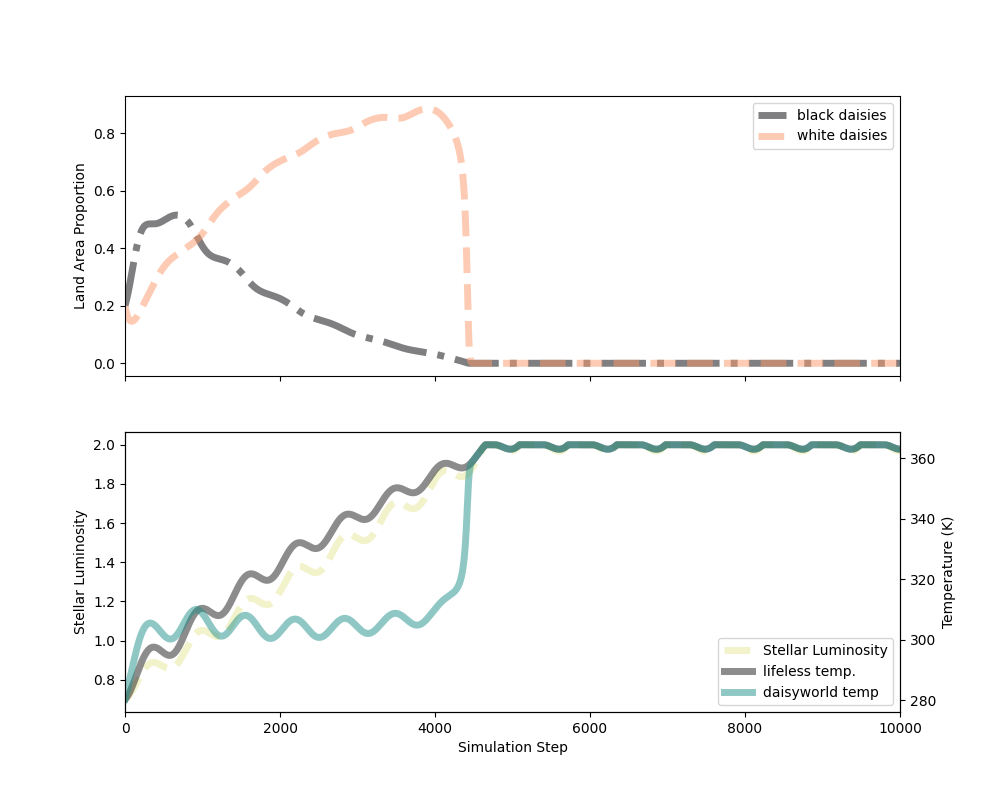 Land Area Proportion
0.8
0.6
0.4
0.2
0.0
black daisies
white daisies
Stellar Luminosity
2.0
1.8
1.6
1.4
1.2
1.0
0.8
360
340
320
300
280
Temperature (K)
Stellar Luminosity
lifeless temp.
daisyworld temp
0 2000 4000 6000 8000 10000
Simulation Step